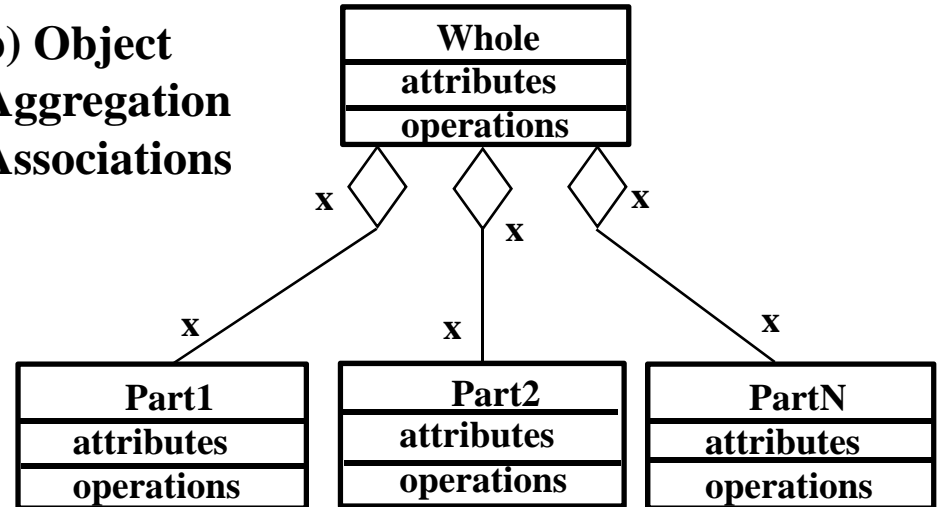 ) Object
Aggregation
Associations
Whole
attributes
operations
x
x
x
x
x
x
Part1
attributes
operations
Part2
attributes
operations
PartN
attributes
operations